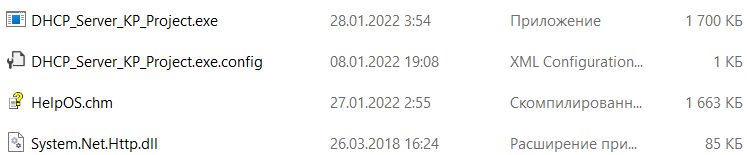 DHCP_Server_KP_Project.exe 28.01.2022 3:54 Приложение 1 700 КБ
DHCP_Server_KP_Project.exe.config 08.01.2022 19:08 XML Configuration... 1 КБ
HelpOS.chm 27.01.2022 2:55 Скомпилированн... 1 663 КБ
System.Net.Http.dll 26.03.2018 16:24 Расширение при... 85 КБ